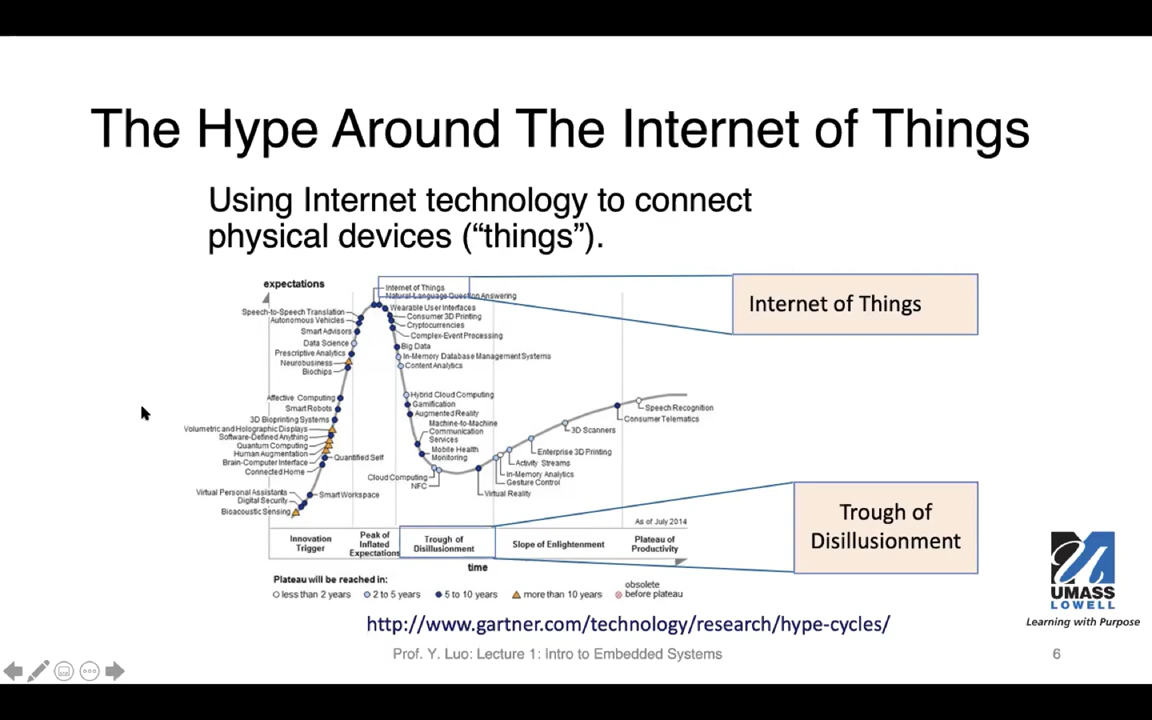 The Hype Around The Internet of Things
Using Internet technology to connect
physical devices (“things”).
expectations
Internet of Things
Natural-Language Question Answering
Wearable User Interfaces
Consumer 3D Printing
Cryptocurrencies
Complex-Event Processing
Big Data
In-Memory Database Management Systems
Content Analytics
Speech-to-Speech Translation
Autonomous Vehicles
Smart Advisors
Data Science
Prescriptive Analytics
Neurobusiness
Biochips
Affective Computing
Smart Robots
3D Bioprinting Systems
Volumetric and Holographic Displays
Software-Defined Anything
Quantum Computing
Human Augmentation
Brain-Computer Interface
Connected Home
Quantified Self
Virtual Personal Assistants
Digital Security
Bioacoustic Sensing
Smart Workspace
Hybrid Cloud Computing
Gamification
Augmented Reality
Machine-to-Machine
Communication
Services
Mobile Health
Monitoring
Cloud Computing
NFC
Virtual Reality
Gesture Control
In-Memory Analytics
Activity Streams
Enterprise 3D Printing
3D Scanners
Consumer Telematics
Speech Recognition
Internet of Things
As of July 2014
Innovation
Trigger
Peak of
Inflated
Expectations
Trough of
Disillusionment
Slope of Enlightenment
Plateau of
Productivity
time
Trough of
Disillusionment
Plateau will be reached in:
less than 2 years
2 to 5 years
5 to 10 years
more than 10 years
obsolete
before plateau
http://www.gartner.com/technology/research/hype-cycles/
UMASS
LOWELL
Learning with Purpose
Prof. Y. Luo: Lecture 1: Intro to Embedded Systems
6